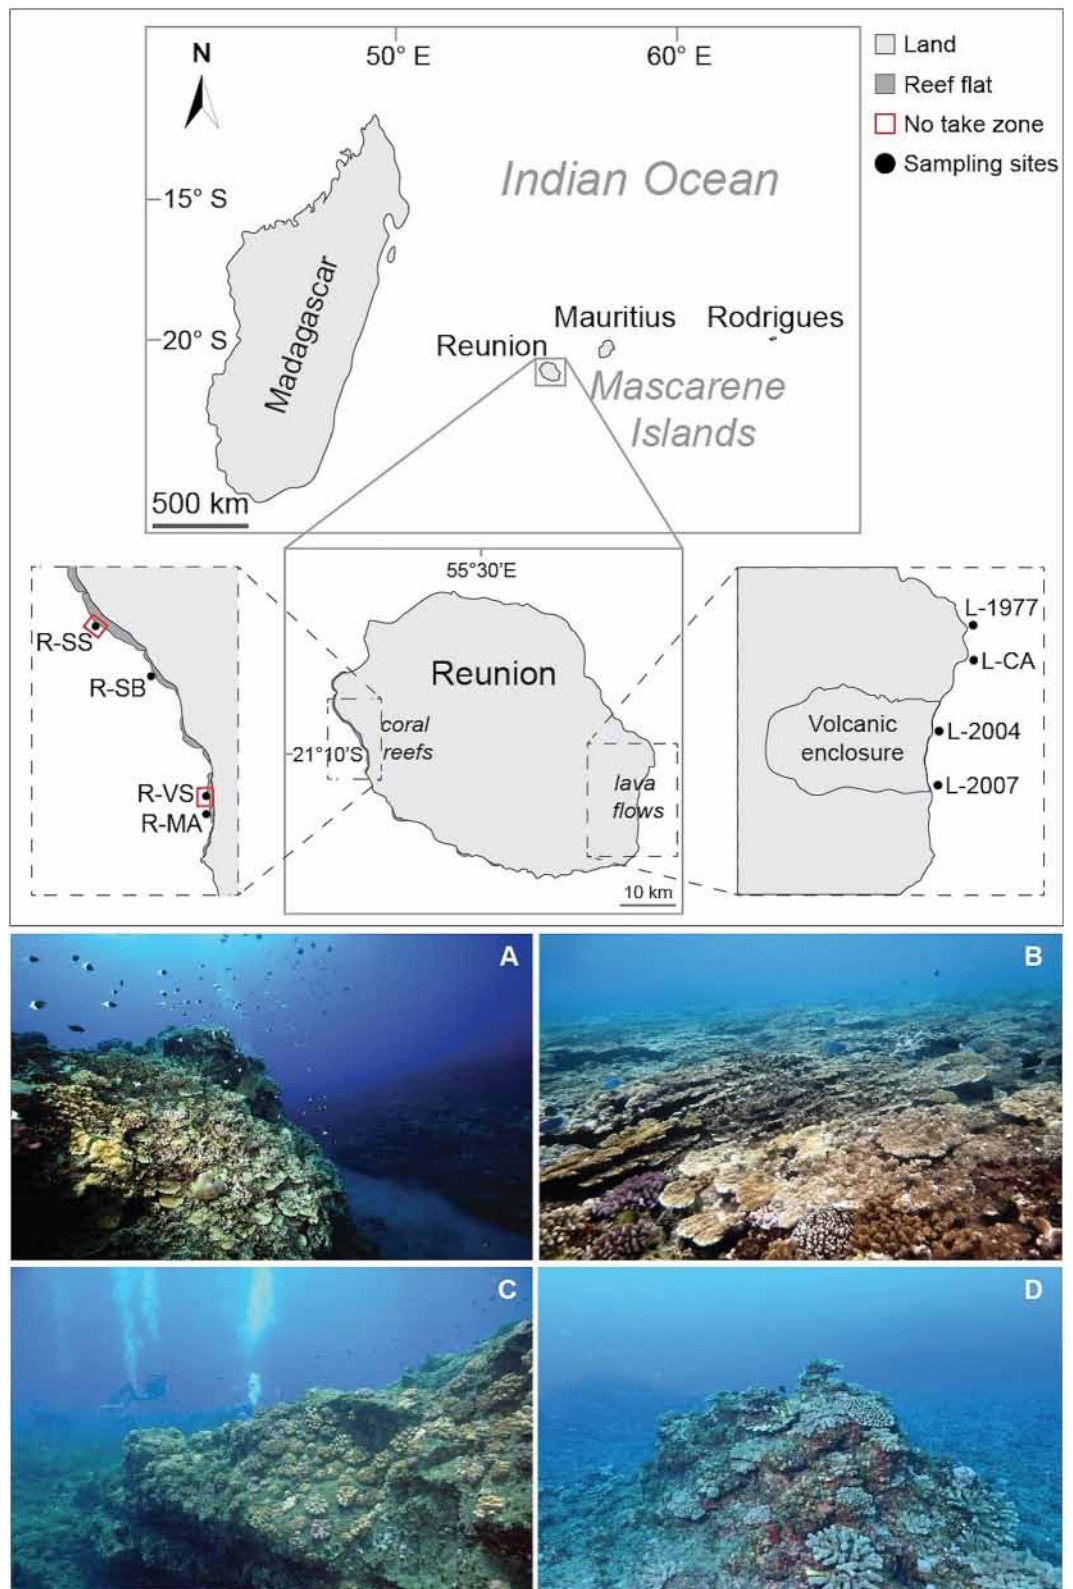 N
50° E
60° E
Land
Reef flat
No take zone
Sampling sites
Indian Ocean
15° S
Madagascar
20° S
Mauritius
Rodrigues
Reunion
Mascarene
Islands
500 km
55°30'E
R-SS
R-SB
R-VS
R-MA
Reunion
coral
reefs
21°10'S
lava
flows
10 km
L-1977
L-CA
Volcanic
enclosure
L-2004
L-2007
A
B
C
D